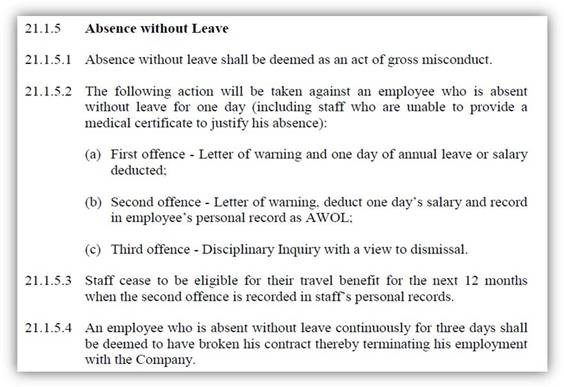 21.1.5 Absence without Leave
21.1.5.1 Absence without leave shall be deemed as an act of gross misconduct.
21.1.5.2 The following action will be taken against an employee who is absent
without leave for one day (including staff who are unable to provide a
medical certificate to justify his absence):
(a) First offence - Letter of warning and one day of annual leave or salary
deducted;
(b) Second offence - Letter of warning, deduct one day's salary and record
in employee's personal record as AWOL;
(c) Third offence - Disciplinary Inquiry with a view to dismissal.
21.1.5.3 Staff cease to be eligible for their travel benefit for the next 12 months
when the second offence is recorded in staff's personal records.
21.1.5.4 An employee who is absent without leave continuously for three days shall
be deemed to have broken his contract thereby terminating his employment
with the Company.